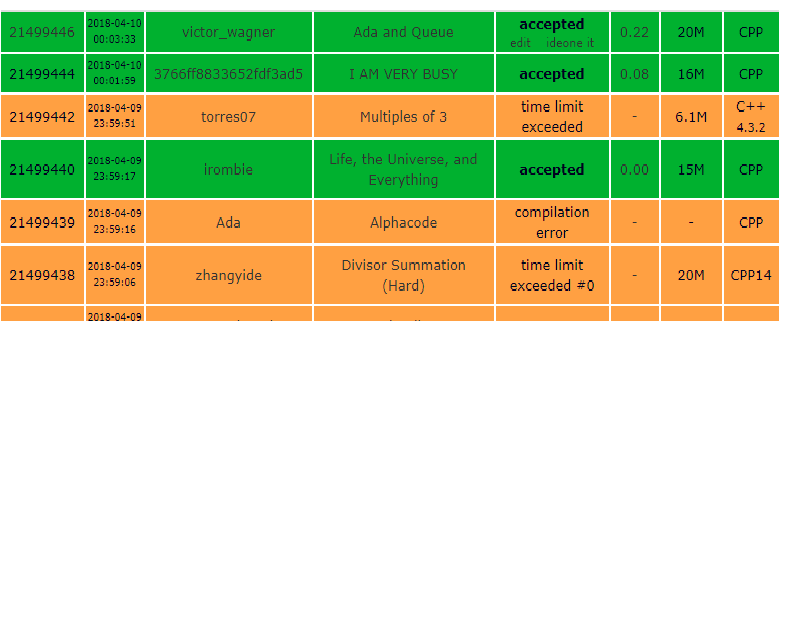 21499446 2018-04-10 00:03:33 victor_wagner Ada and Queue accepted edit ideone it 0.22 20M CPP
21499444 2018-04-10 00:01:59 3766ff8833652fdf3ad5 I AM VERY BUSY accepted 0.08 16M CPP
21499442 2018-04-09 23:59:51 torres07 Multiples of 3 time limit exceeded - 6.1M C++ 4.3.2
21499440 2018-04-09 23:59:17 irombie Life, the Universe, and Everything accepted 0.00 15M CPP
21499439 2018-04-09 23:59:16 Ada Alphacode compilation error - - CPP
21499438 2018-04-09 23:59:06 zhangyide Divisor Summation (Hard) time limit exceeded #0 - 20M CPP14
2018-04-09